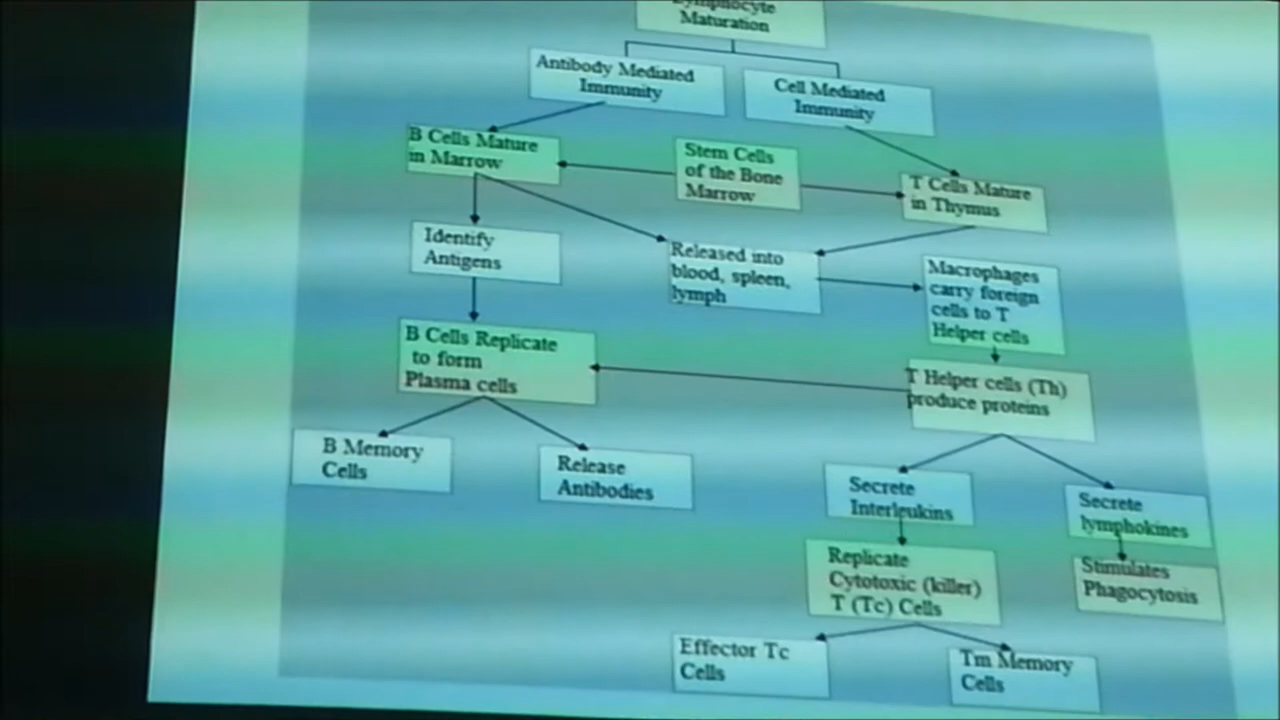 Lymphocyte
Maturation
Antibody Mediated
Immunity
Cell Mediated
Immunity
B Cells Mature
in Marrow
Stem Cells
of the Bone
Marrow
T Cells Mature
in Thymus
Identify
Antigens
Released into
blood, spleen,
lymph
Macrophages
carry foreign
cells to T
Helper cells
B Cells Replicate
to form
Plasma cells
T Helper cells (Th)
produce proteins
B Memory
Cells
Release
Antibodies
Secrete
Interleukins
Secrete
lymphokines
Replicate
Cytotoxic (killer)
T (Tc) Cells
Stimulates
Phagocytosis
Effector Tc
Cells
Tm Memory
Cells